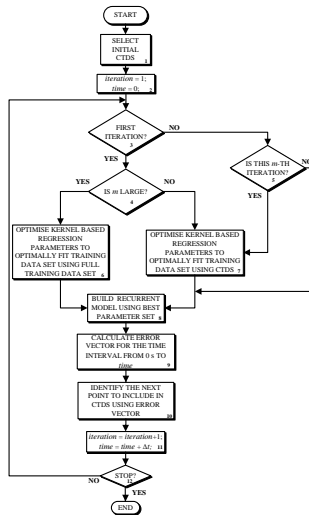 START
SELECT
INITIAL
CTDS
1
iteration = 1;
time = 0; 2
FIRST
ITERATION?
3
NO
YES
IS THIS m-TH
ITERATION?
5
NO
YES
IS m LARGE?
4
YES
NO
OPTIMISE KERNEL BASED
REGRESSION
PARAMETERS TO
OPTIMALLY FIT TRAINING
DATA SET USING FULL
TRAINING DATA SET 6
OPTIMISE KERNEL BASED
REGRESSION
PARAMETERS TO
OPTIMALLY FIT TRAINING
DATA SET USING CTDS 7
BUILD RECURRENT
MODEL USING BEST
PARAMETER SET 8
CALCULATE ERROR
VECTOR FOR THE TIME
INTERVAL FROM 0 s TO
time 9
IDENTIFY THE NEXT
POINT TO INCLUDE IN
CTDS USING ERROR
VECTOR 10
iteration = iteration+1;
time = time + Δt; 11
STOP?
12
NO
YES
END